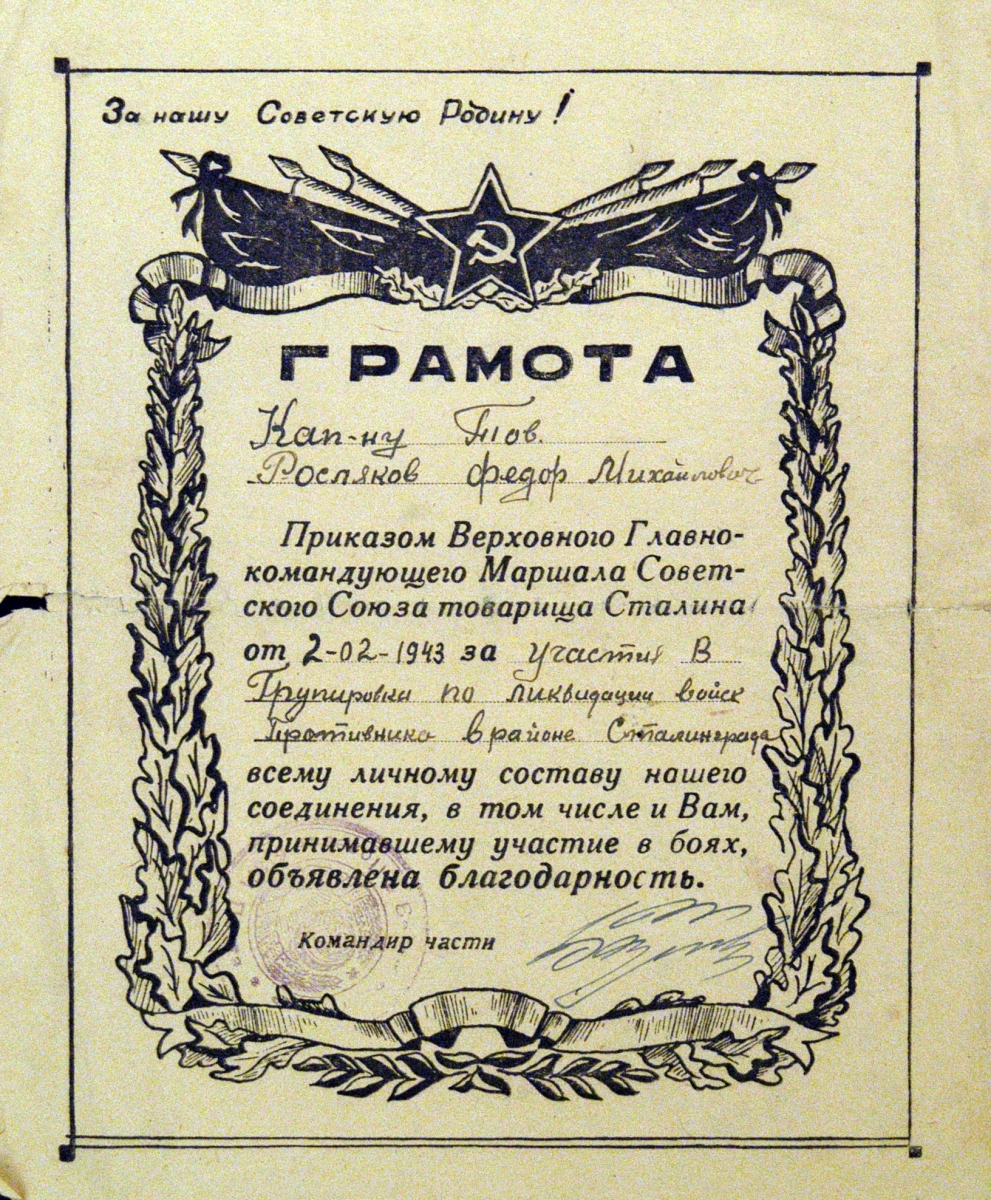 За нашу Советскую Родину!
ГРАМОТА
Кап-ну Тов.
Росляков Федор Михайлович
Приказом Верховного Главно-
командующего Маршала Совет-
ского Союза товарища Сталина
от 2-02-1943 за участия в
Групировки по ликвидации войск
Противника в районе Сталинграда
всему личному составу нашего
соединения, в том числе и Вам,
принимавшему участие в боях,
объявлена благодарность.
Командир части